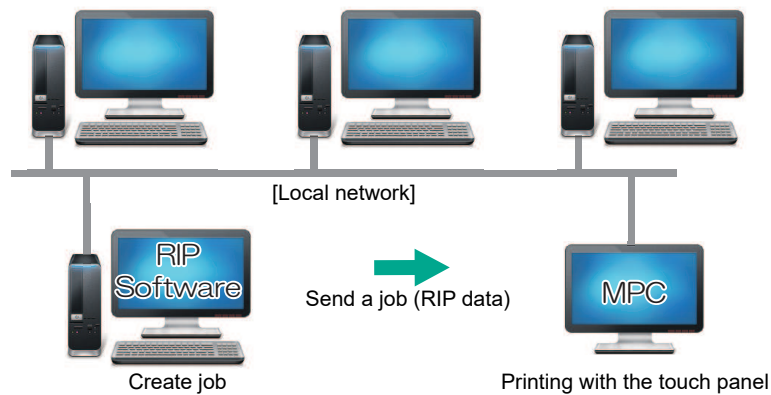 [Local network]
RIP
Software
MPC
Send a job (RIP data)
Create job
Printing with the touch panel